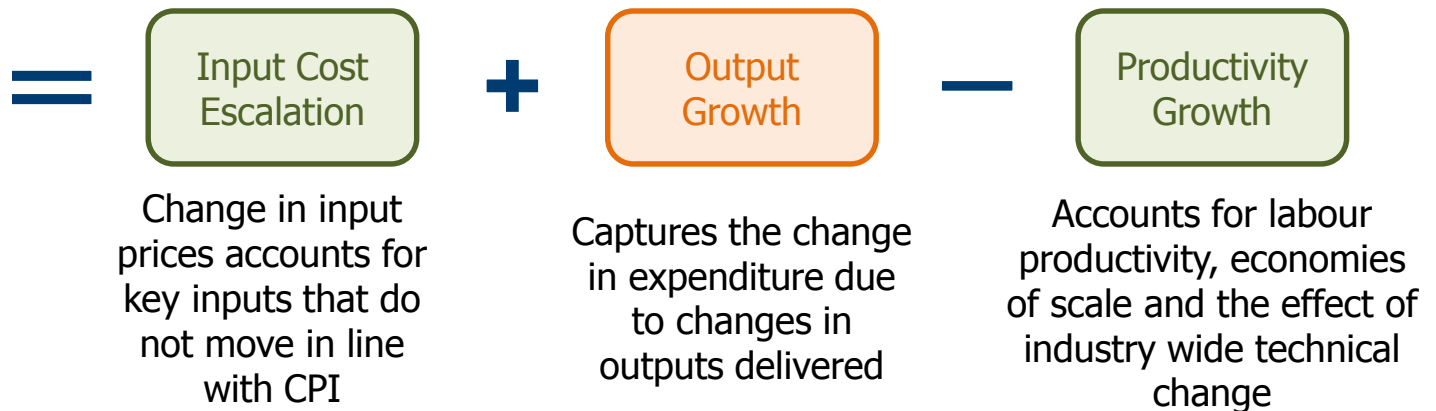 =
Input Cost
Escalation
+
Output
Growth
−
Productivity
Growth
Change in input
prices accounts for
key inputs that do
not move in line
with CPI
Captures the change
in expenditure due
to changes in
outputs delivered
Accounts for labour
productivity, economies
of scale and the effect of
industry wide technical
change